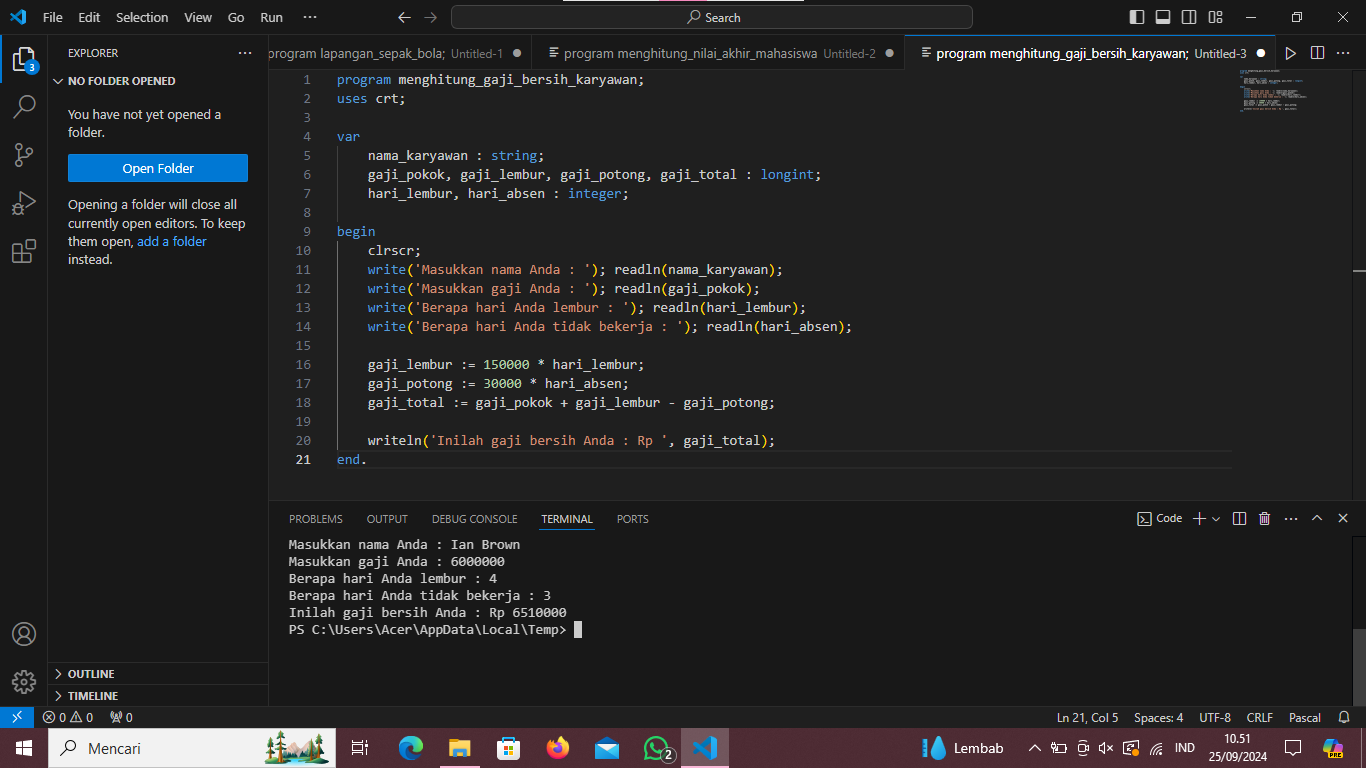 File Edit Selection View Go Run ··· Search
EXPLORER ···
program lapangan_sepak_bola; Untitled-1
program menghitung_nilai_akhir_mahasiswa Untitled-2
program menghitung_gaji_bersih_karyawan; Untitled-3
3
NO FOLDER OPENED
You have not yet opened a
folder.
Open Folder
Opening a folder will close all
currently open editors. To keep
them open, add a folder
instead.
OUTLINE
TIMELINE
1 program menghitung_gaji_bersih_karyawan;
2 uses crt;
3
4 var
5 nama_karyawan : string;
6 gaji_pokok, gaji_lembur, gaji_potong, gaji_total : longint;
7 hari_lembur, hari_absen : integer;
8
9 begin
10 clrscr;
11 write('Masukkan nama Anda : '); readln(nama_karyawan);
12 write('Masukkan gaji Anda : '); readln(gaji_pokok);
13 write('Berapa hari Anda lembur : '); readln(hari_lembur);
14 write('Berapa hari Anda tidak bekerja : '); readln(hari_absen);
15
16 gaji_lembur := 150000 * hari_lembur;
17 gaji_potong := 30000 * hari_absen;
18 gaji_total := gaji_pokok + gaji_lembur - gaji_potong;
19
20 writeln('Inilah gaji bersih Anda : Rp ', gaji_total);
21 end.
PROBLEMS OUTPUT DEBUG CONSOLE TERMINAL PORTS Code
Masukkan nama Anda : Ian Brown
Masukkan gaji Anda : 6000000
Berapa hari Anda lembur : 4
Berapa hari Anda tidak bekerja : 3
Inilah gaji bersih Anda : Rp 6510000
PS C:\Users\Acer\AppData\Local\Temp>
0 0 0 Ln 21, Col 5 Spaces: 4 UTF-8 CRLF Pascal
Mencari 2 Lembab IND 10.51
25/09/2024
PRE